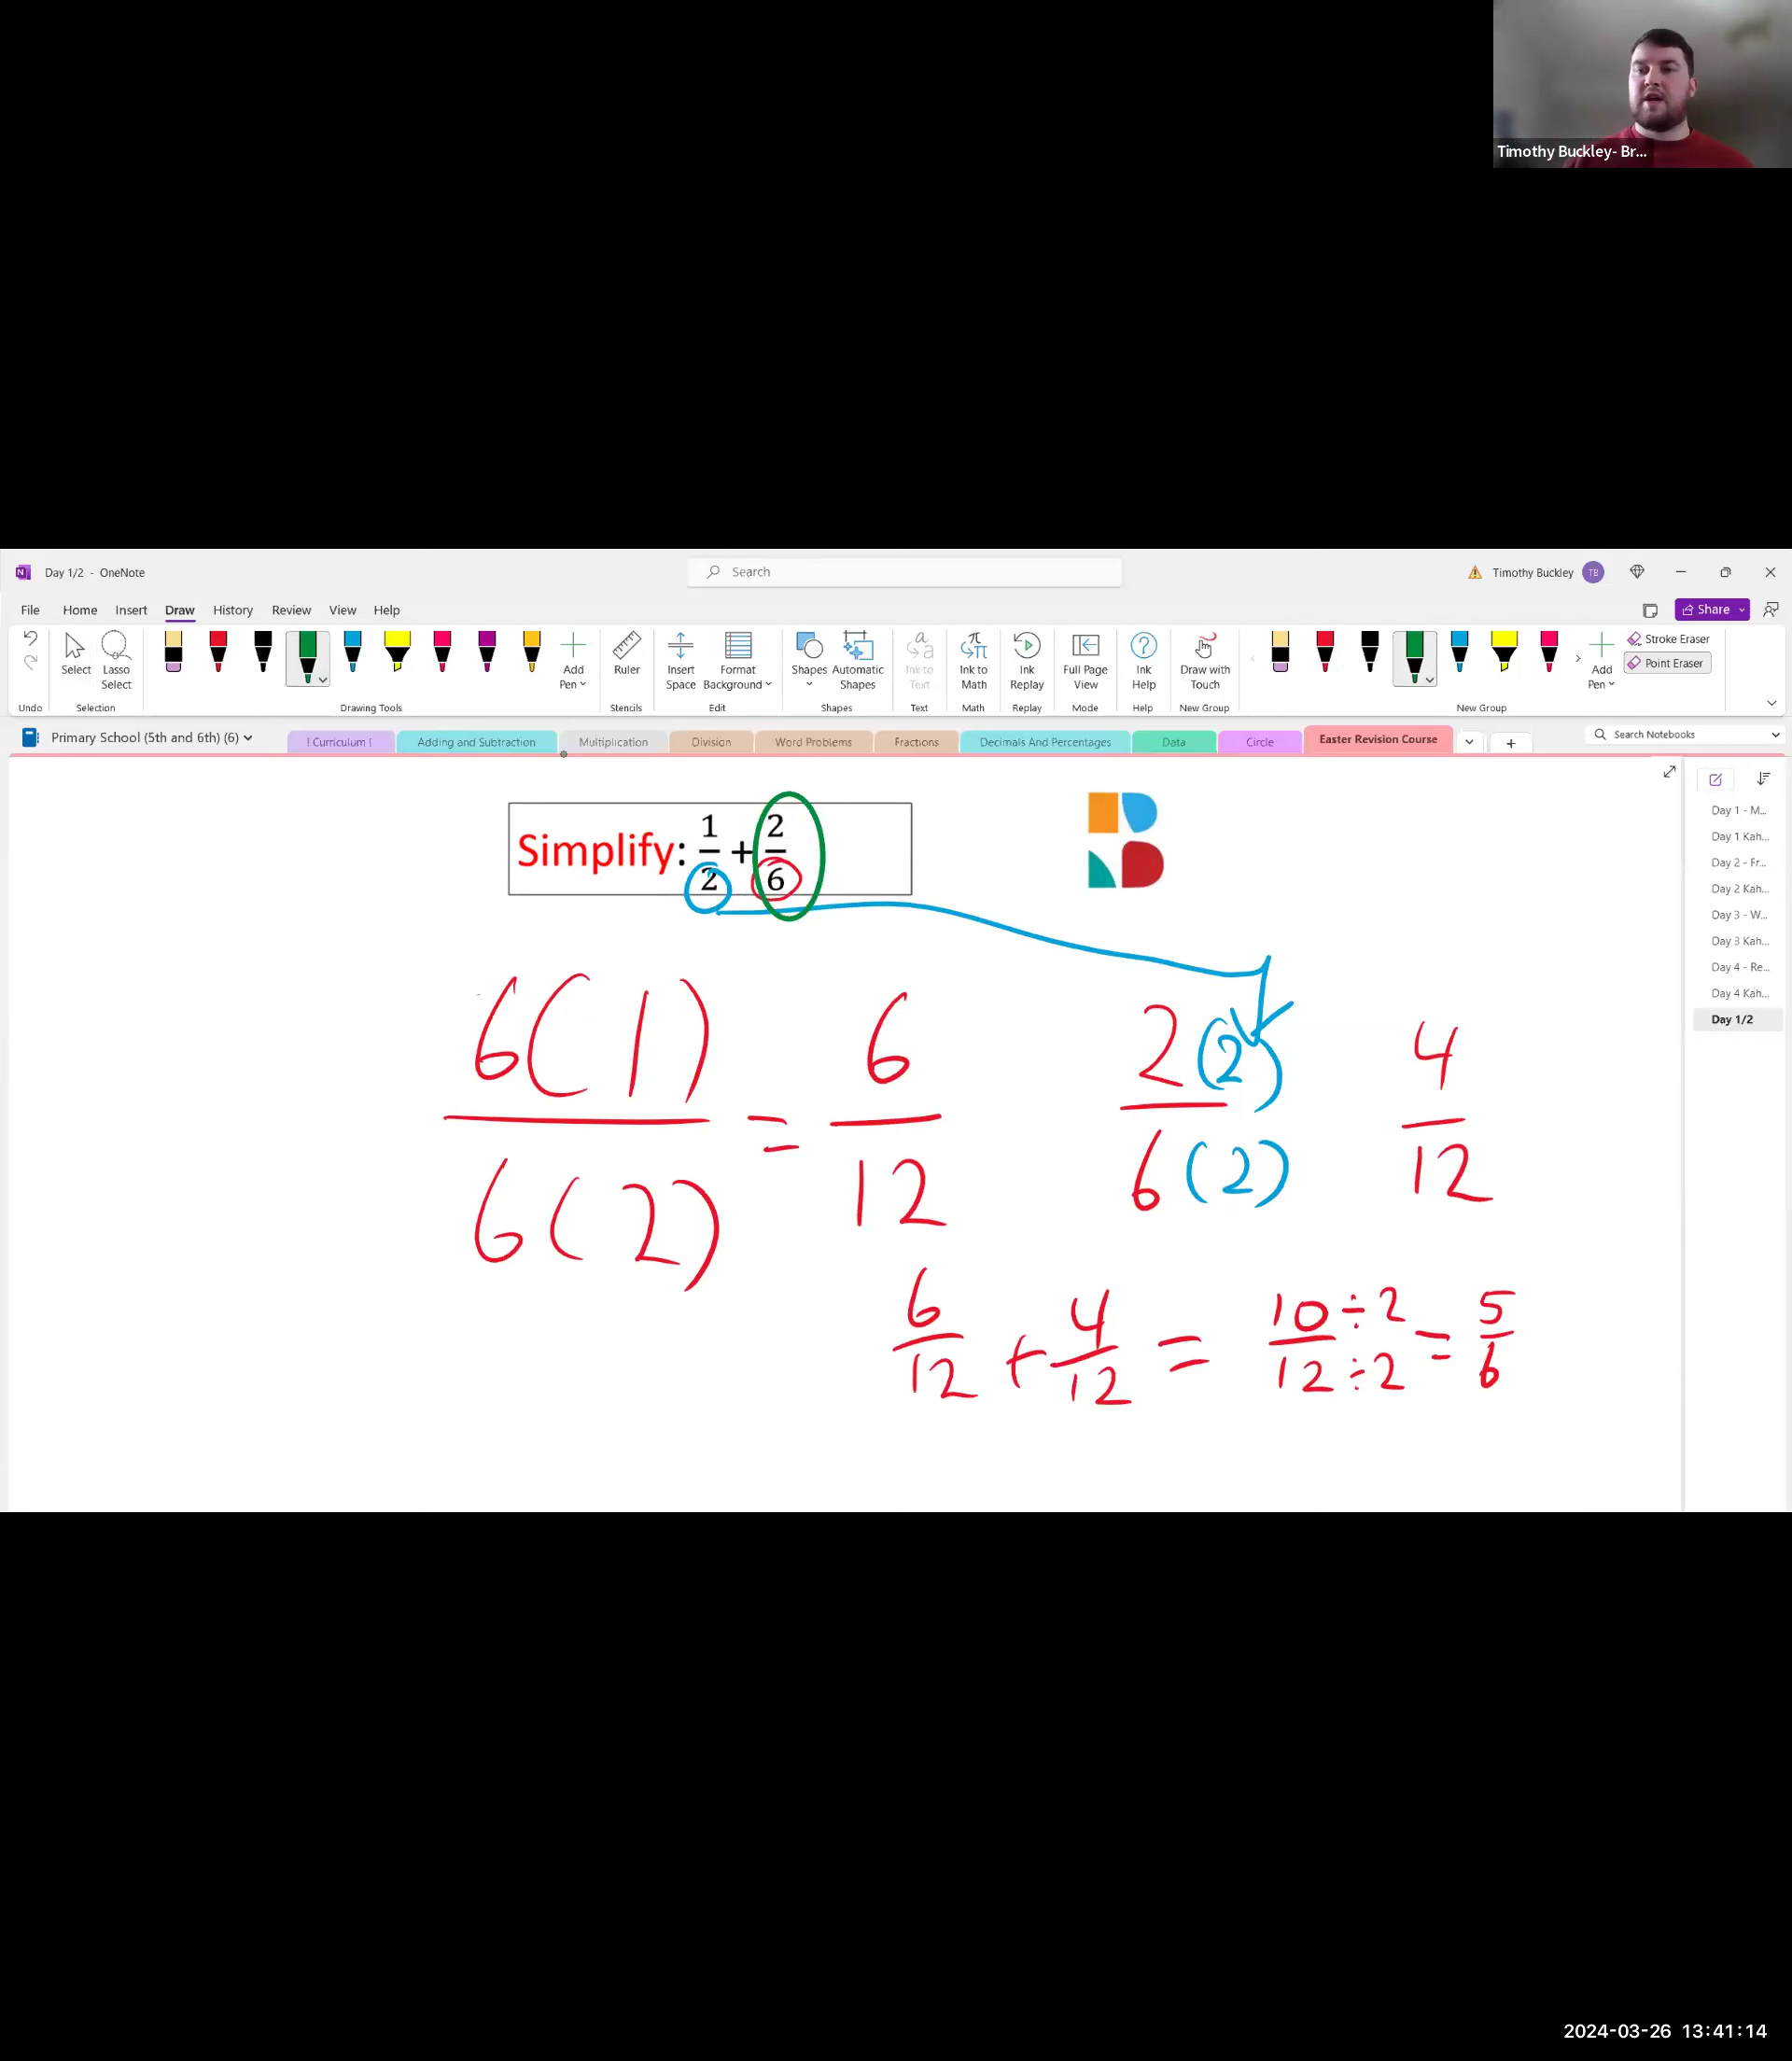 Timothy Buckley- Br...
Day 1/2 - OneNote
Search
Timothy Buckley TB
File Home Insert Draw History Review View Help
Share
Select
Lasso Select
Add Pen
Ruler
Insert Space
Format Background
Shapes
Automatic Shapes
Ink to Text
Ink to Math
Ink Replay
Full Page View
Ink Help
Draw with Touch
Add Pen
Stroke Eraser
Point Eraser
Undo Selection Drawing Tools Stencils Edit Shapes Text Math Replay Mode Help New Group New Group
Primary School (5th and 6th) (6)
! Curriculum ! Adding and Subtraction Multiplication Division Word Problems Fractions Decimals And Percentages Data Circle Easter Revision Course +
Search Notebooks
Day 1 - M...
Day 1 Kah...
Day 2 - Fr...
Day 2 Kah...
Day 3 - W...
Day 3 Kah...
Day 4 - Re...
Day 4 Kah...
Day 1/2
Simplify: 1/2 + 2/6
6(1)/6(2) = 6/12
2(2)/6(2) 4/12
6/12 + 4/12 = 10÷2/12÷2 = 5/6
2024-03-26 13:41:14